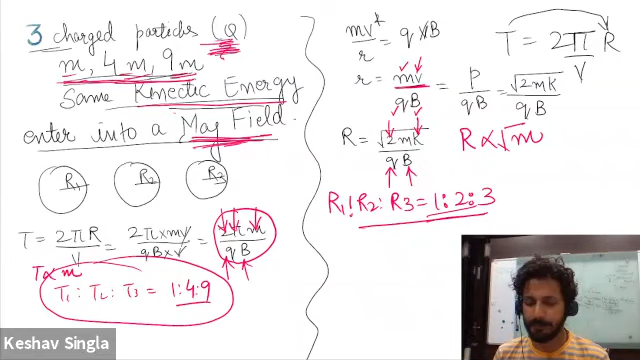 3 charged particles (Q)
m, 4m, 9m
Same Kinectic Energy
enter into a Mag Field.
R1 R2 R3
T = 2πR/V = 2π×mv/qB×v = 2πm/qB
T∝m
T1 : T2 : T3 = 1:4:9
mv²/r = qvB
r = mv/qB = p/qB = √2mk/qB
R = √2mk/qB R∝√m
R1:R2:R3 = 1:2:3
T = 2πR/V
Keshav Singla